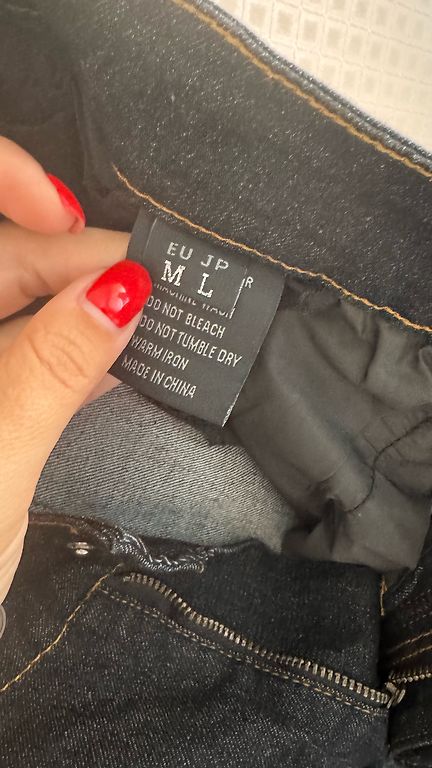 EU JP
M L
R
DO NOT BLEACH
DO NOT TUMBLE DRY
WARM IRON
MADE IN CHINA